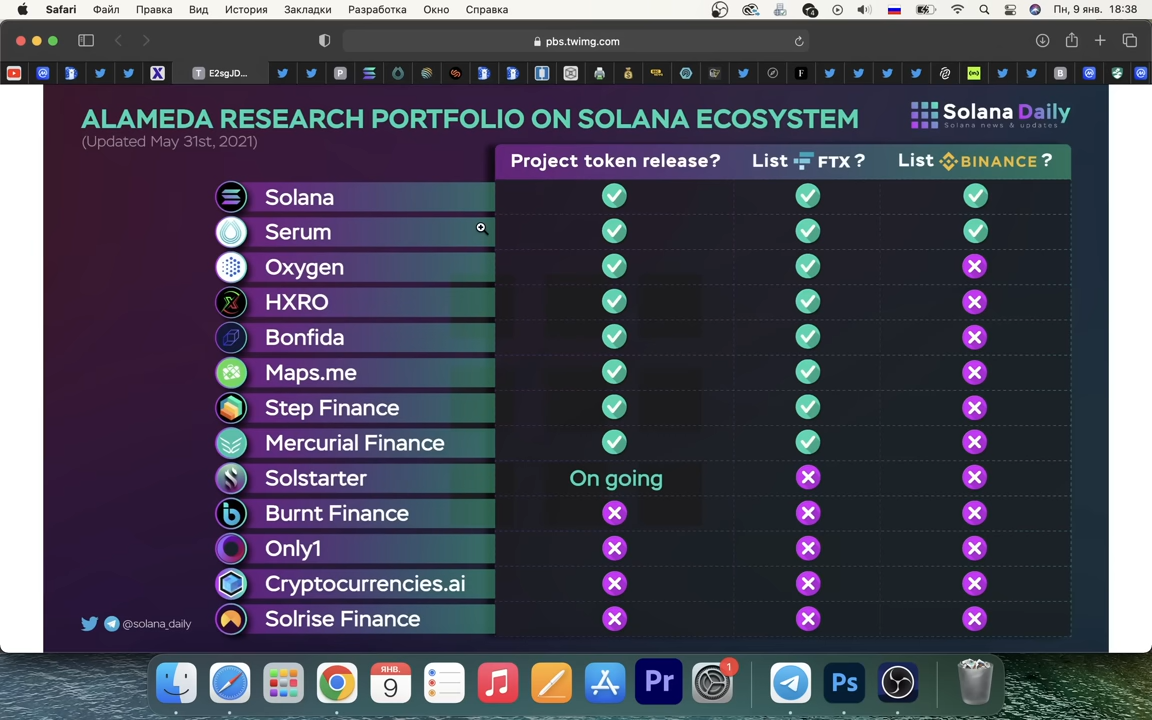 Safari Файл Правка Вид История Закладки Разработка Окно Справка Пн, 9 янв. 18:38
pbs.twimg.com
E2sgJD...
ALAMEDA RESEARCH PORTFOLIO ON SOLANA ECOSYSTEM
(Updated May 31st, 2021)
Solana Daily
Solana news & updates
Project token release? List FTX ? List BINANCE ?
Solana
Serum
Oxygen
HXRO
Bonfida
Maps.me
Step Finance
Mercurial Finance
Solstarter On going
Burnt Finance
Only1
Cryptocurrencies.ai
Solrise Finance
@solana_daily
ЯНВ.
9
Pr
1
Ps